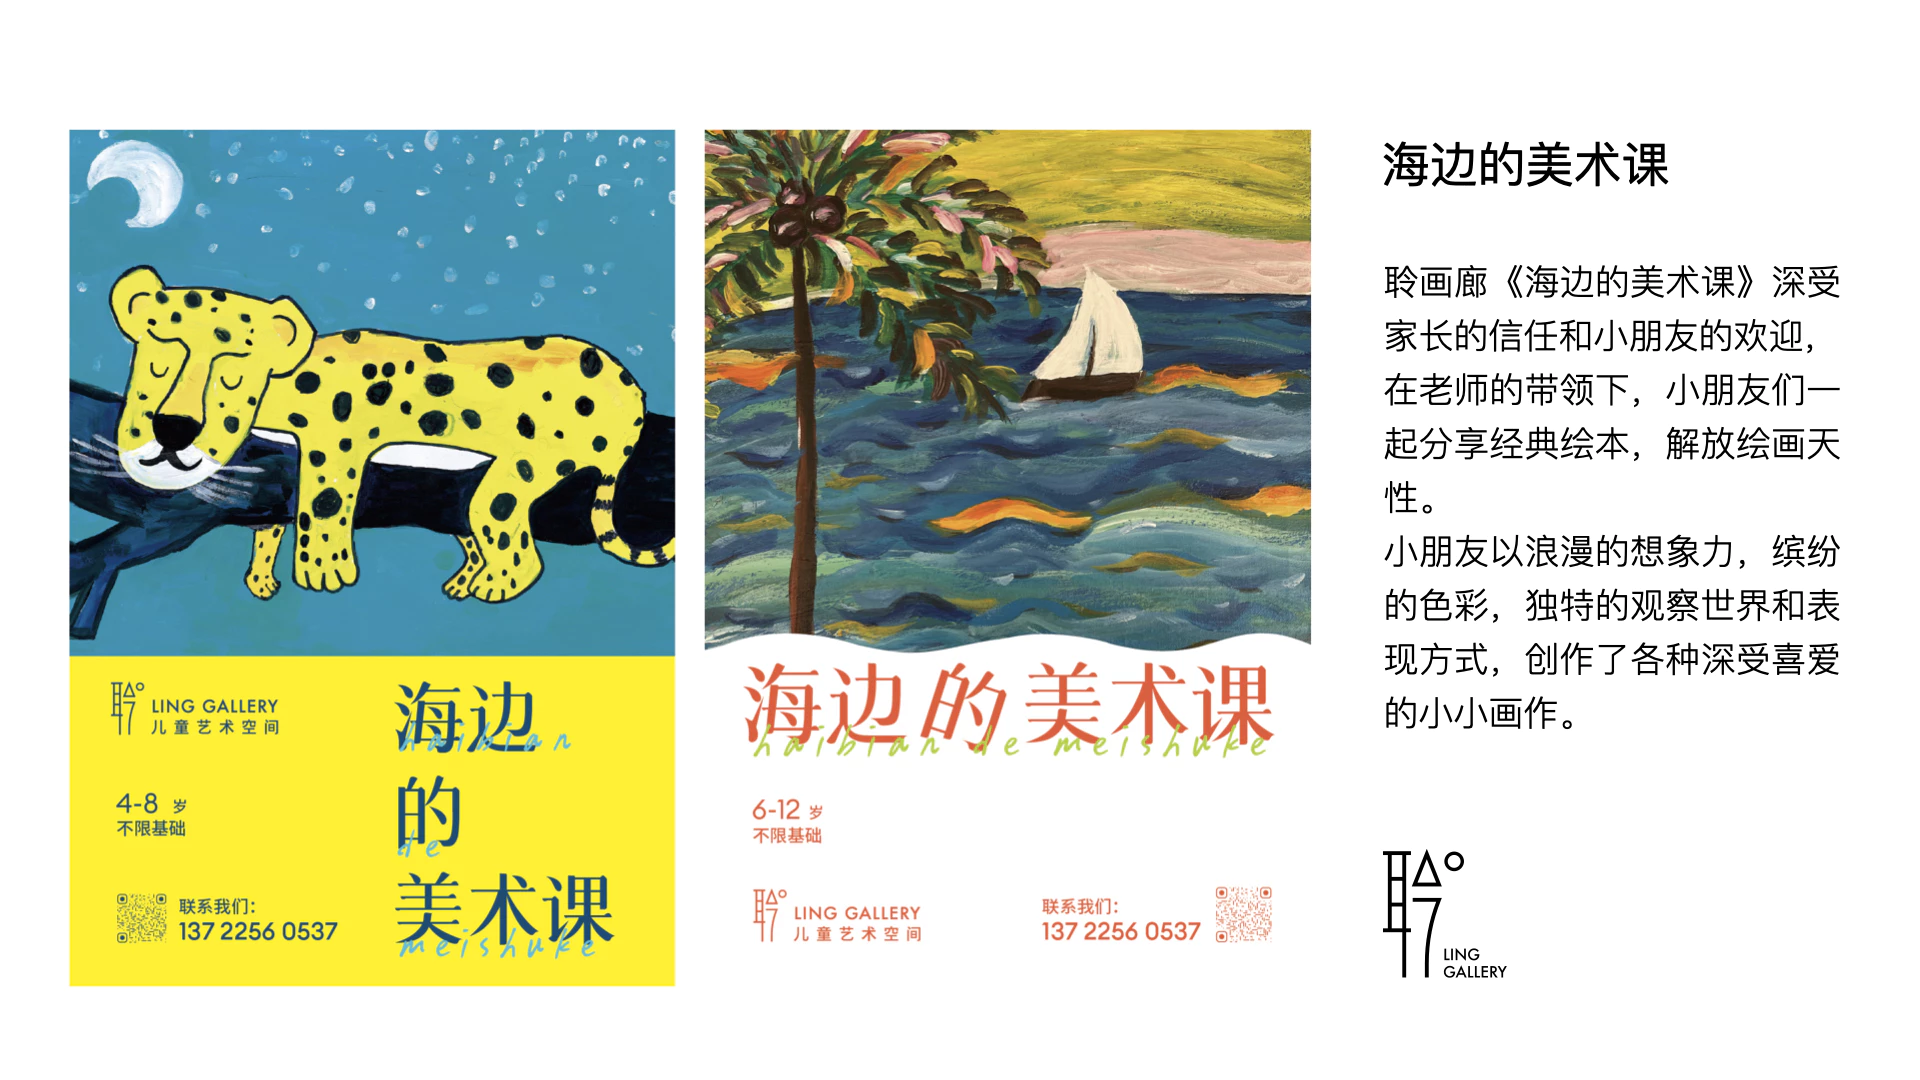 聆 LING GALLERY
儿童艺术空间
海边
haibian
的
de
美术课
meishuke
4-8 岁
不限基础
联系我们：
137 2256 0537
海边的美术课
haibian de meishuke
6-12 岁
不限基础
聆 LING GALLERY
儿童艺术空间
联系我们：
137 2256 0537
海边的美术课
聆画廊《海边的美术课》深受
家长的信任和小朋友的欢迎，
在老师的带领下，小朋友们一
起分享经典绘本，解放绘画天
性。
小朋友以浪漫的想象力，缤纷
的色彩，独特的观察世界和表
现方式，创作了各种深受喜爱
的小小画作。
聆
LING
GALLERY